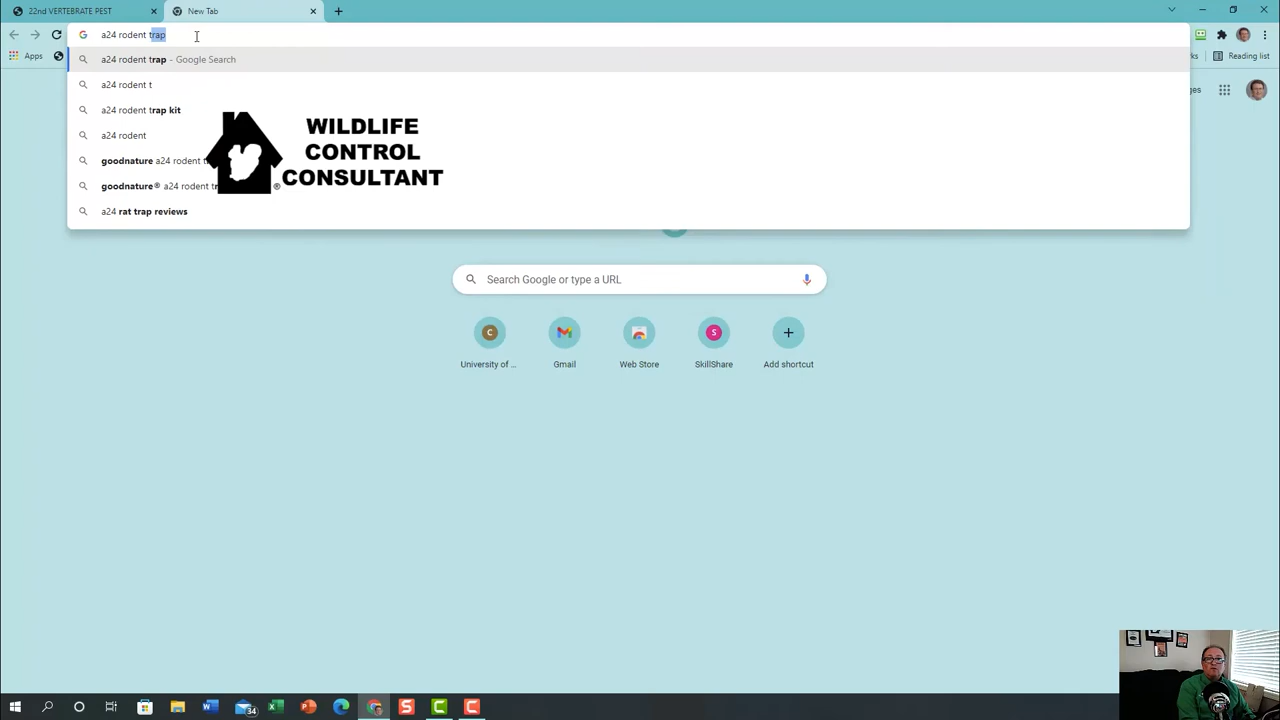 22nd VERTEBRATE PEST
New Tab
a24 rodent trap
Apps
Reading list
a24 rodent trap - Google Search
a24 rodent t
a24 rodent trap kit
a24 rodent
goodnature a24 rodent
goodnature® a24 rodent
a24 rat trap reviews
WILDLIFE
CONTROL
CONSULTANT
®
Search Google or type a URL
C
S
University of ...
Gmail
Web Store
SkillShare
Add shortcut
34